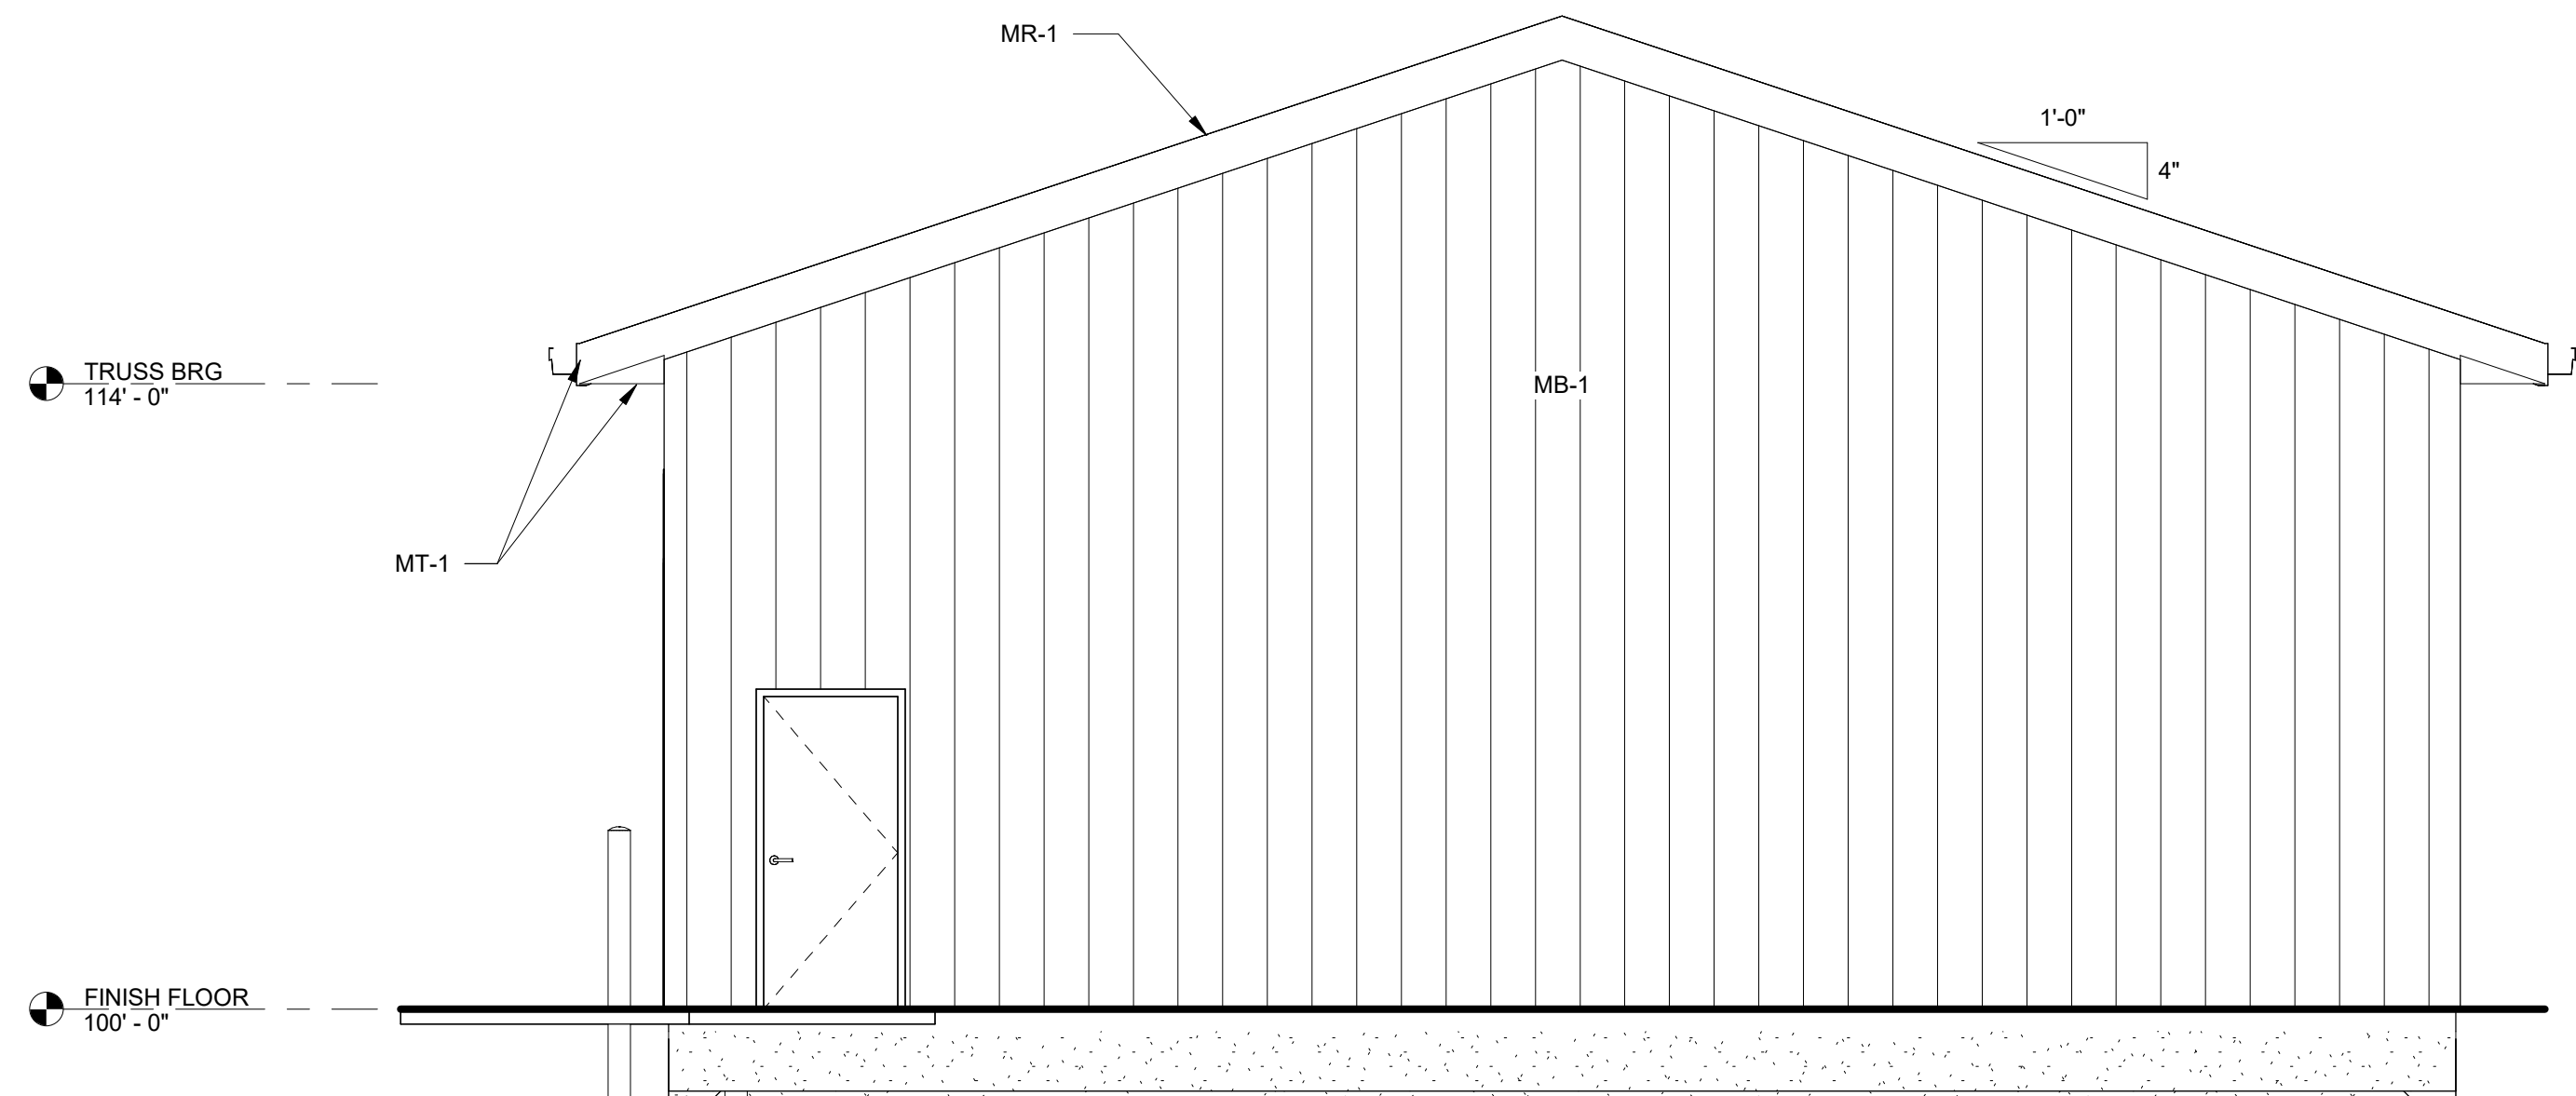 MR-1
1'-0"
4"
TRUSS BRG
114' - 0"
MB-1
MT-1
FINISH FLOOR
100' - 0"